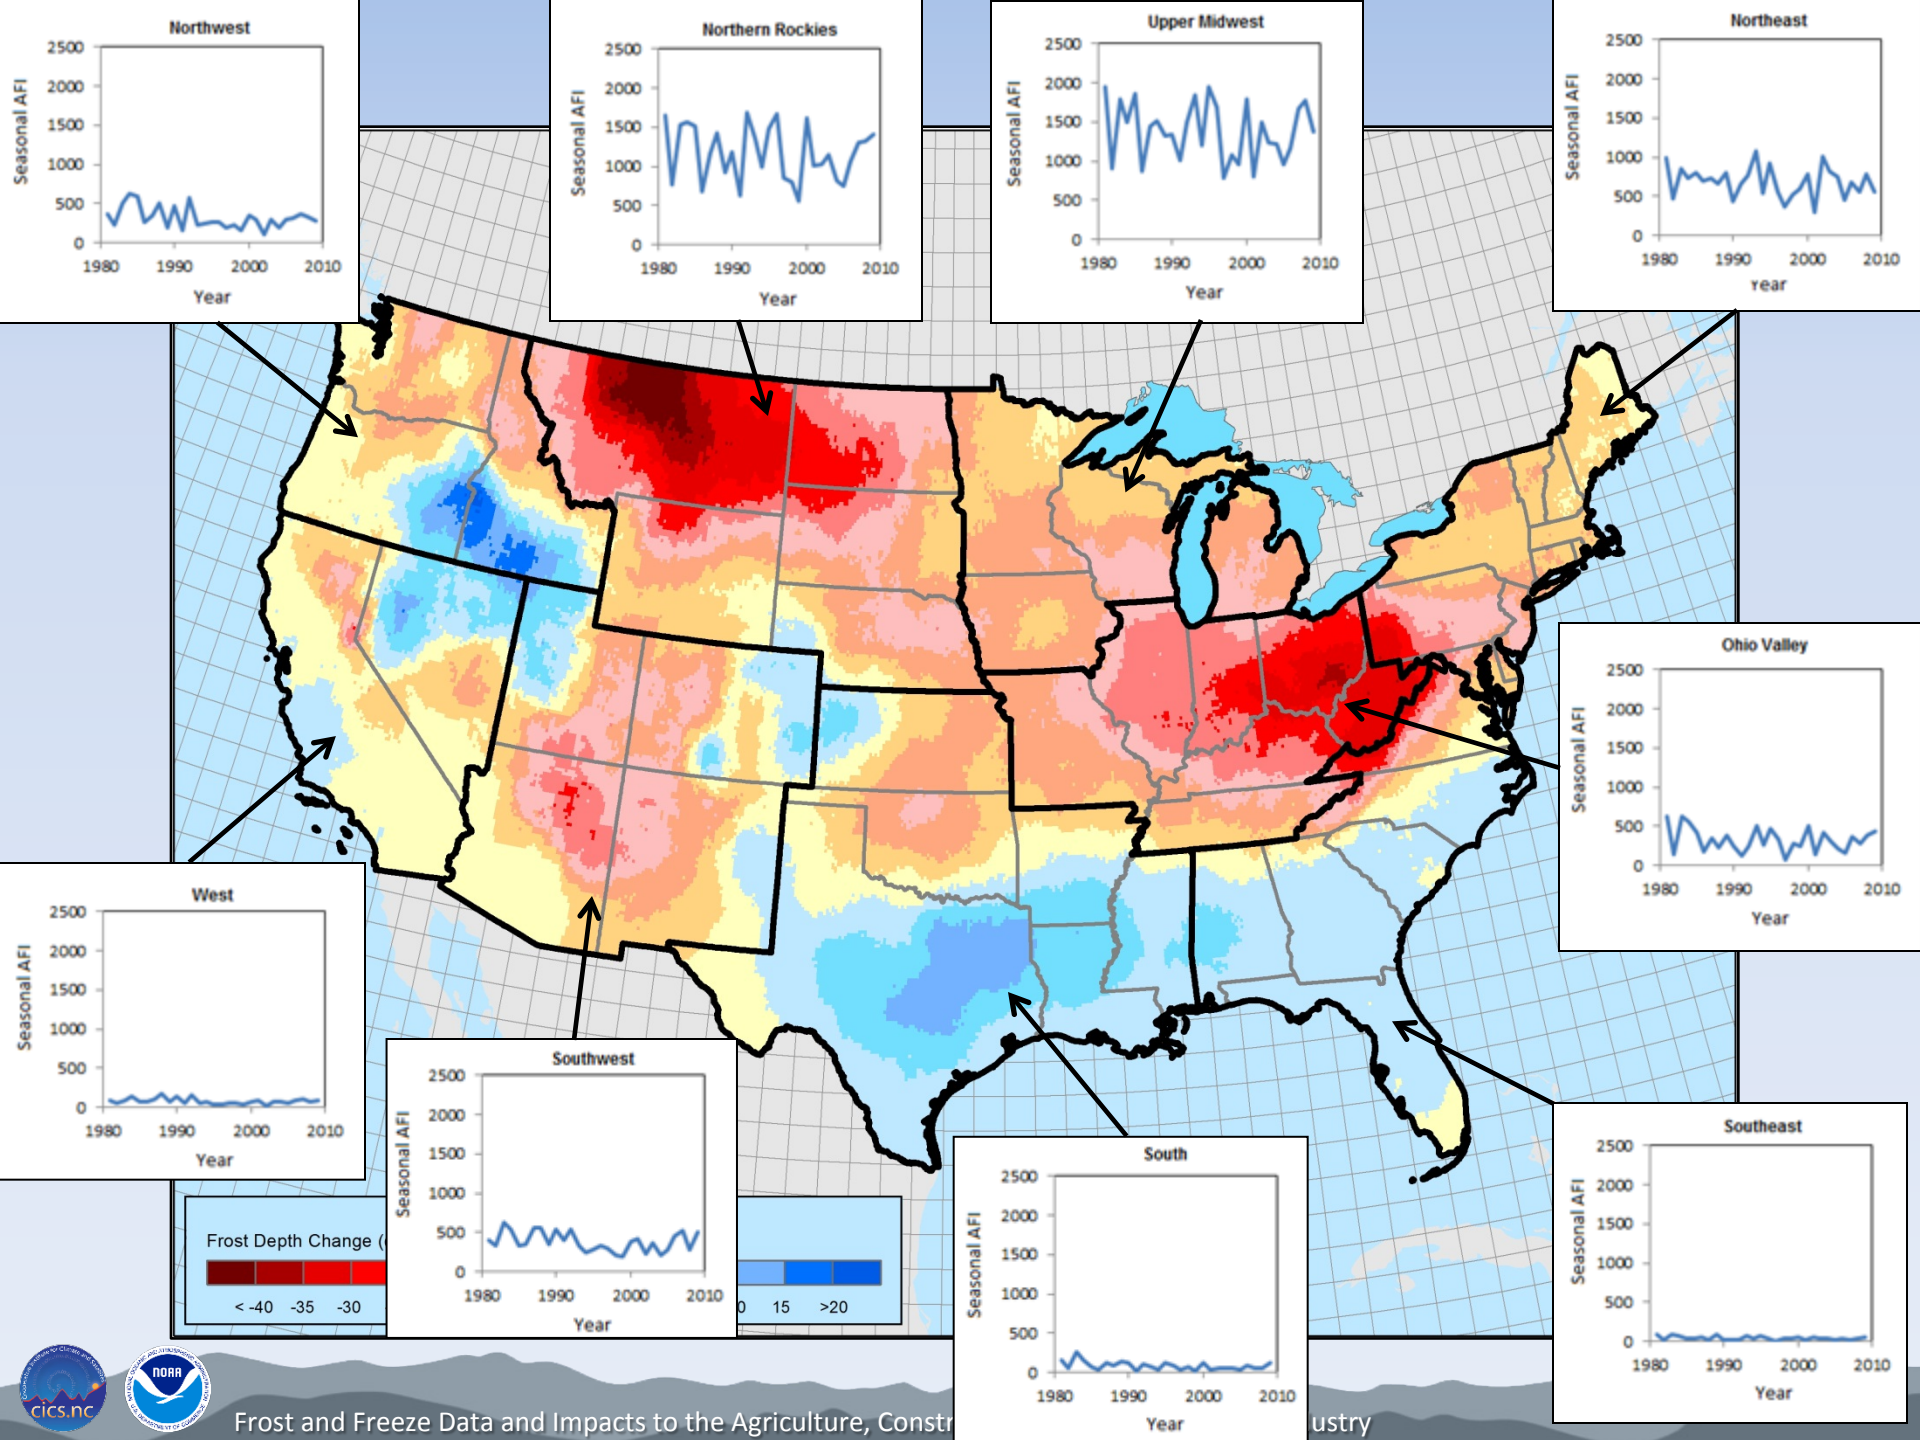 Northwest
2500
2000
1500
1000
500
0
Seasonal AFI
1980 1990 2000 2010
Year
Northern Rockies
2500
2000
1500
1000
500
0
Seasonal AFI
1980 1990 2000 2010
Year
Upper Midwest
2500
2000
1500
1000
500
0
Seasonal AFI
1980 1990 2000 2010
Year
Northeast
2500
2000
1500
1000
500
0
Seasonal AFI
1980 1990 2000 2010
Year
Ohio Valley
2500
2000
1500
1000
500
0
Seasonal AFI
1980 1990 2000 2010
Year
West
2500
2000
1500
1000
500
0
Seasonal AFI
1980 1990 2000 2010
Year
Southwest
2500
2000
1500
1000
500
0
Seasonal AFI
1980 1990 2000 2010
Year
South
2500
2000
1500
1000
500
0
Seasonal AFI
1980 1990 2000 2010
Year
Southeast
2500
2000
1500
1000
500
0
Seasonal AFI
1980 1990 2000 2010
Year
Frost Depth Change (
< -40 -35 -30 0 15 >20
cics.nc
NOAA
Frost and Freeze Data and Impacts to the Agriculture, Constr ustry